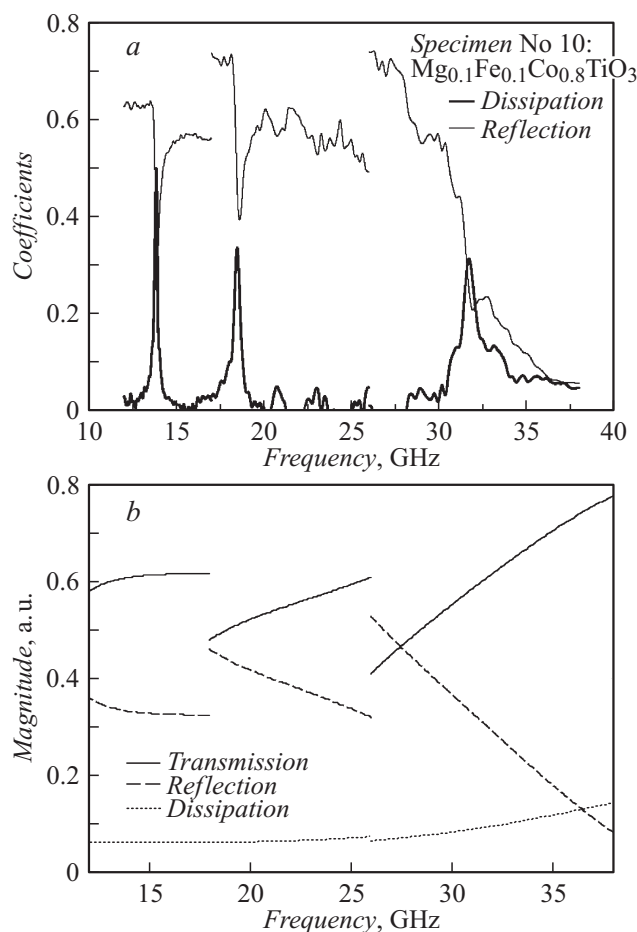 0.8
a
Specimen No 10:
Mg0.1Fe0.1Co0.8TiO3
Dissipation
Reflection
0.6
0.4
0.2
0
Coefficients
10 15 20 25 30 35 40
Frequency, GHz
0.8
b
0.6
0.4
0.2
0
Magnitude, a.u.
Transmission
Reflection
Dissipation
15 20 25 30 35
Frequency, GHz